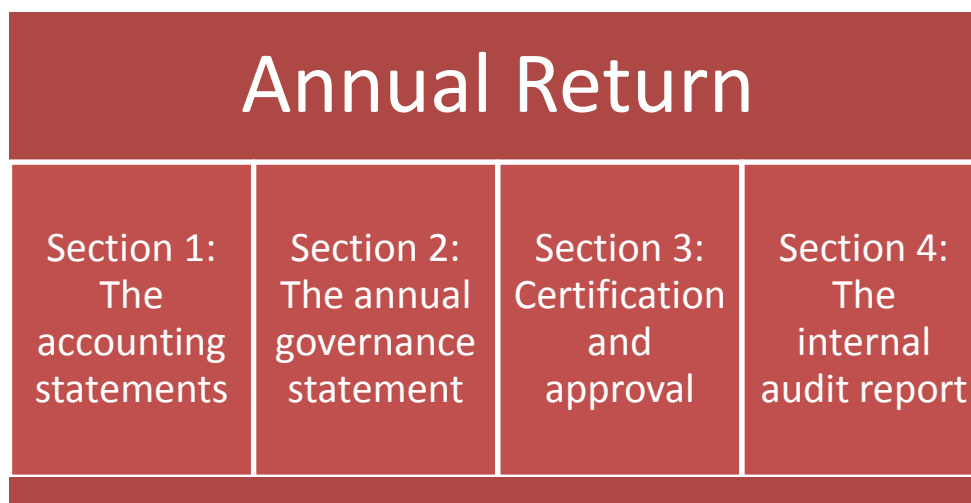 Annual Return
Section 1:
The
accounting
statements
Section 2:
The annual
governance
statement
Section 3:
Certification
and
approval
Section 4:
The
internal
audit report